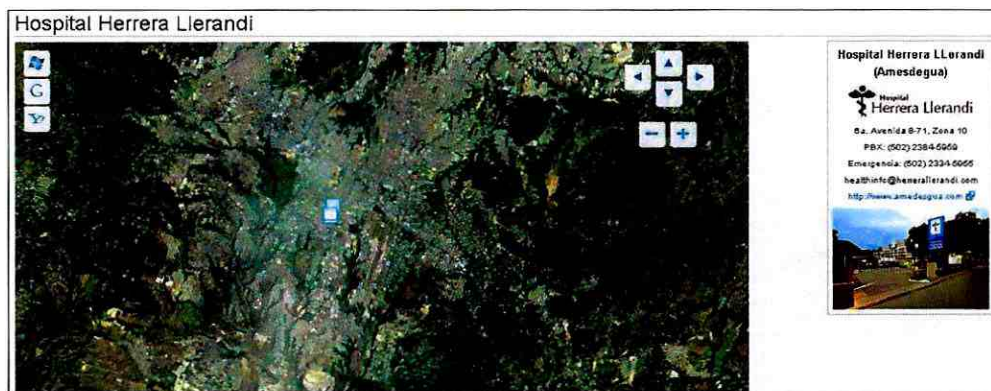 Hospital Herrera Llerandi
G
Y
Hospital Herrera LLerandi
(Amesdegua)
Hospital
Herrera Llerandi
6a. Avenida 8-71, Zona 10
PBX: (502) 2384-5959
Emergencia: (502) 2334-5955
healthinfo@herrerallerandi.com
http://www.amedesgua.com